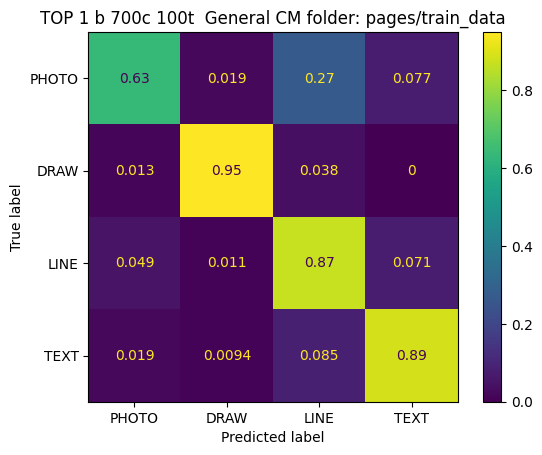 TOP 1 b 700c 100t  General CM folder: pages/train_data
PHOTO 0.63 0.019 0.27 0.077
DRAW 0.013 0.95 0.038 0
LINE 0.049 0.011 0.87 0.071
TEXT 0.019 0.0094 0.085 0.89
PHOTO DRAW LINE TEXT
Predicted label
True label
0.8
0.6
0.4
0.2
0.0